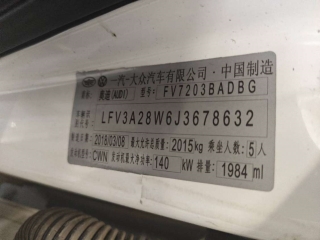 一汽-大众汽车有限公司·中国制造
奥迪(AUDI) 型号: FV7203BADBG
LFV3A28W6J3678632
2018/03/08 最大允许总质量: 2015kg 乘坐人数: 5人
CWN 发动机最大净功率: 140 kW 排量: 1984 ml